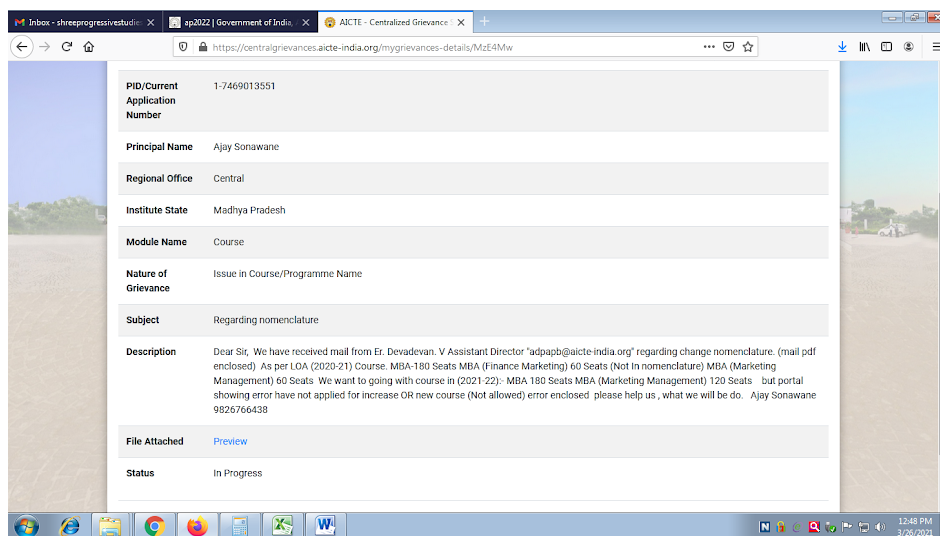 Inbox - shreeprogressivestudies
ap2022 | Government of India,
AICTE - Centralized Grievance S
https://centralgrievances.aicte-india.org/mygrievances-details/MzE4Mw
PID/Current
Application
Number
1-7469013551
Principal Name
Ajay Sonawane
Regional Office
Central
Institute State
Madhya Pradesh
Module Name
Course
Nature of
Grievance
Issue in Course/Programme Name
Subject
Regarding nomenclature
Description
Dear Sir, We have received mail from Er. Devadevan. V Assistant Director "adpapb@aicte-india.org" regarding change nomenclature. (mail pdf
enclosed) As per LOA (2020-21) Course. MBA-180 Seats MBA (Finance Marketing) 60 Seats (Not In nomenclature) MBA (Marketing
Management) 60 Seats We want to going with course in (2021-22):- MBA 180 Seats MBA (Marketing Management) 120 Seats but portal
showing error have not applied for increase OR new course (Not allowed) error enclosed please help us , what we will be do. Ajay Sonawane
9826766438
File Attached
Preview
Status
In Progress
12:48 PM
3/26/2021